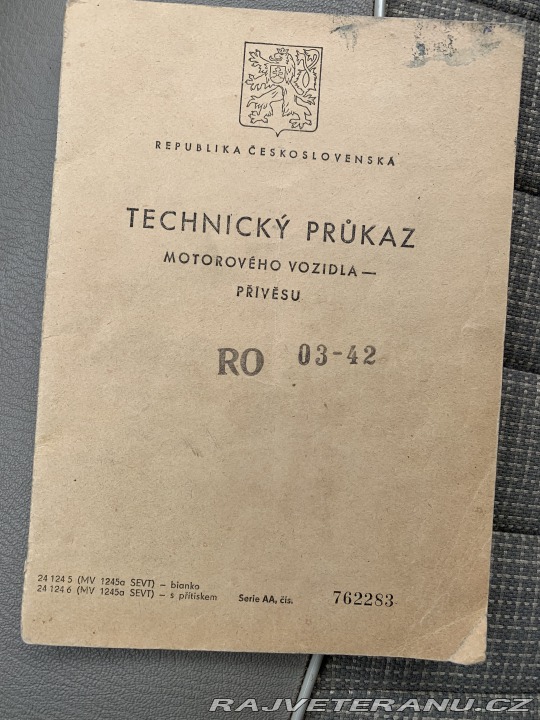 REPUBLIKA ČESKOSLOVENSKÁ
TECHNICKÝ PRŮKAZ
MOTOROVÉHO VOZIDLA —
PŘÍVĚSU
RO 03-42
24 124 5 (MV 1245a SEVT) – bianko
24 124 6 (MV 1245a SEVT) – s přítiskem
Serie AA, čís. 762283
RAJVETERANU.CZ